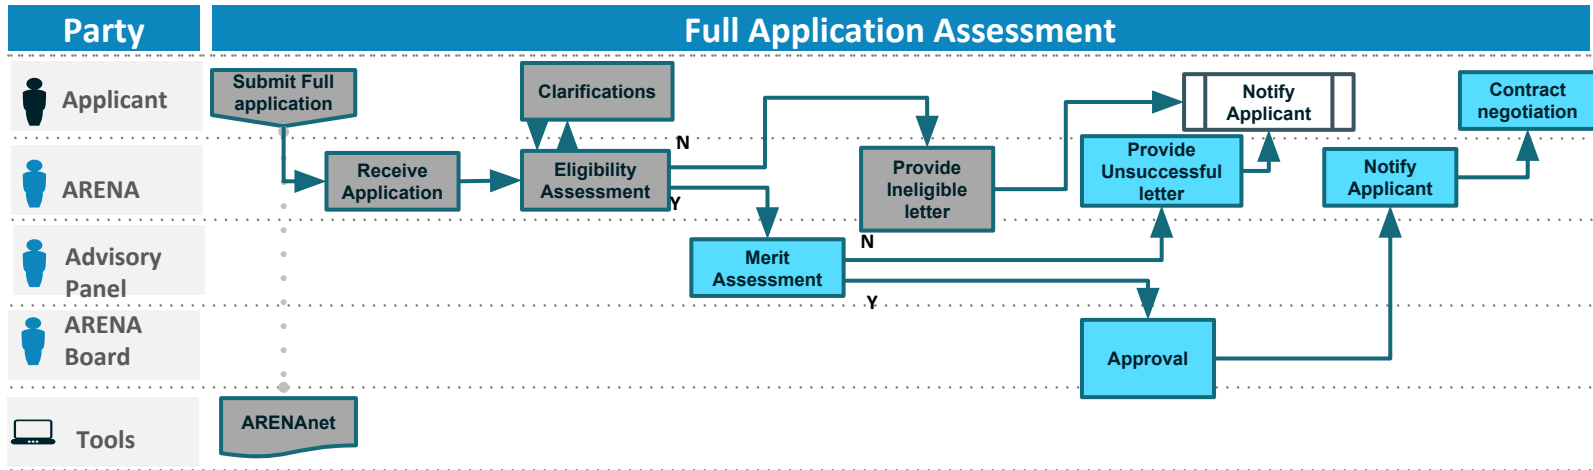 Party
Full Application Assessment
Applicant
Submit Full
application
Clarifications
Notify
Applicant
Contract
negotiation
N
ARENA
Receive
Application
Eligibility
Assessment
Y
Provide
Ineligible
letter
Provide
Unsuccessful
letter
Notify
Applicant
Advisory
Panel
Merit
Assessment
N
Y
ARENA
Board
Approval
Tools
ARENAnet